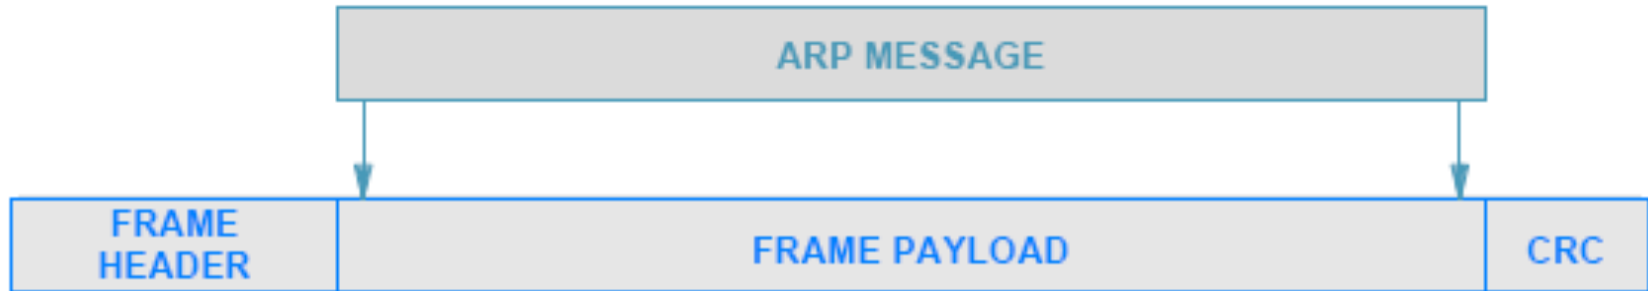 ARP MESSAGE
FRAME
HEADER
FRAME PAYLOAD
CRC